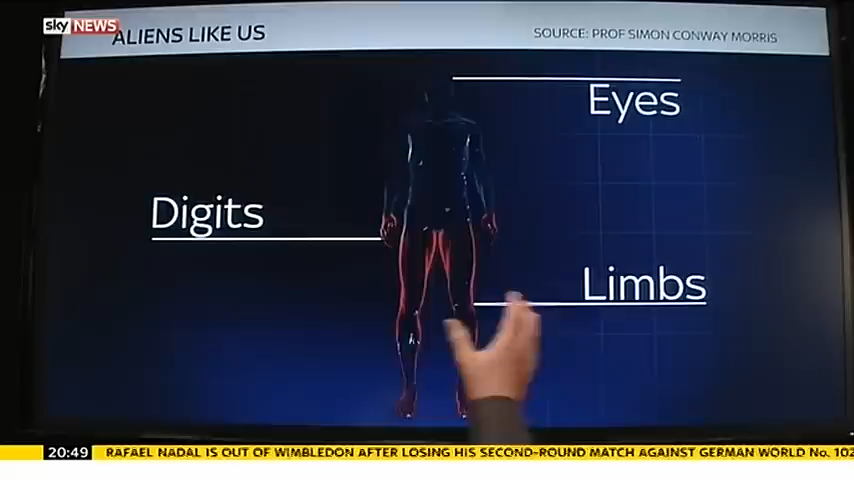 sky NEWS
ALIENS LIKE US
SOURCE: PROF SIMON CONWAY MORRIS
Eyes
Digits
Limbs
20:49 RAFAEL NADAL IS OUT OF WIMBLEDON AFTER LOSING HIS SECOND-ROUND MATCH AGAINST GERMAN WORLD No. 102